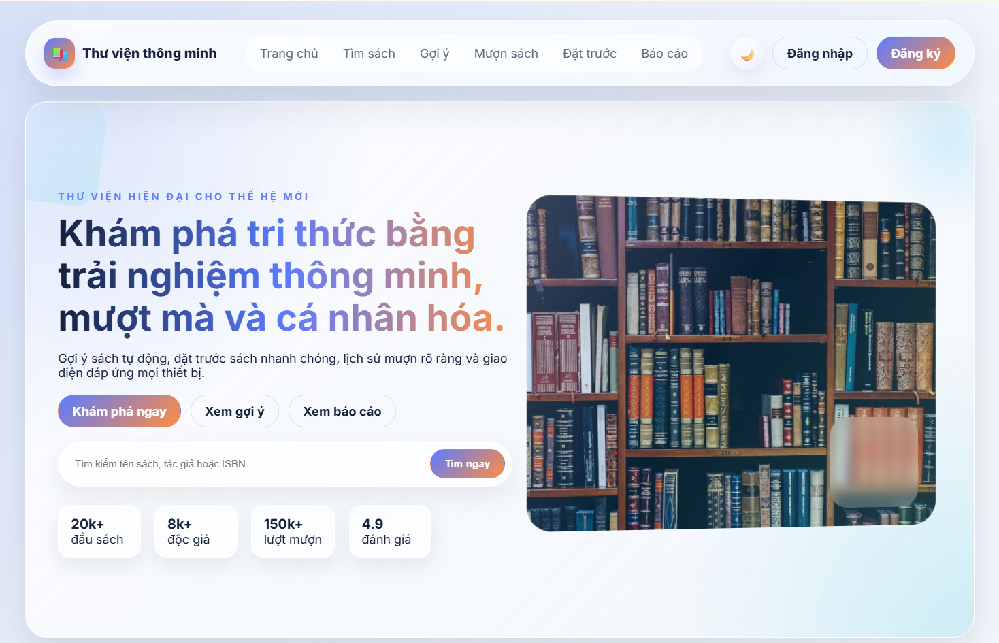 Thư viện thông minh
Trang chủ
Tìm sách
Gợi ý
Mượn sách
Đặt trước
Báo cáo
Đăng nhập
Đăng ký
THƯ VIỆN HIỆN ĐẠI CHO THẾ HỆ MỚI
Khám phá tri thức bằng
trải nghiệm thông minh,
mượt mà và cá nhân hóa.
Gợi ý sách tự động, đặt trước sách nhanh chóng, lịch sử mượn rõ ràng và giao
diện đáp ứng mọi thiết bị.
Khám phá ngay
Xem gợi ý
Xem báo cáo
Tìm kiếm tên sách, tác giả hoặc ISBN
Tìm ngay
20k+
đầu sách
8k+
độc giả
150k+
lượt mượn
4.9
đánh giá
248
249
250